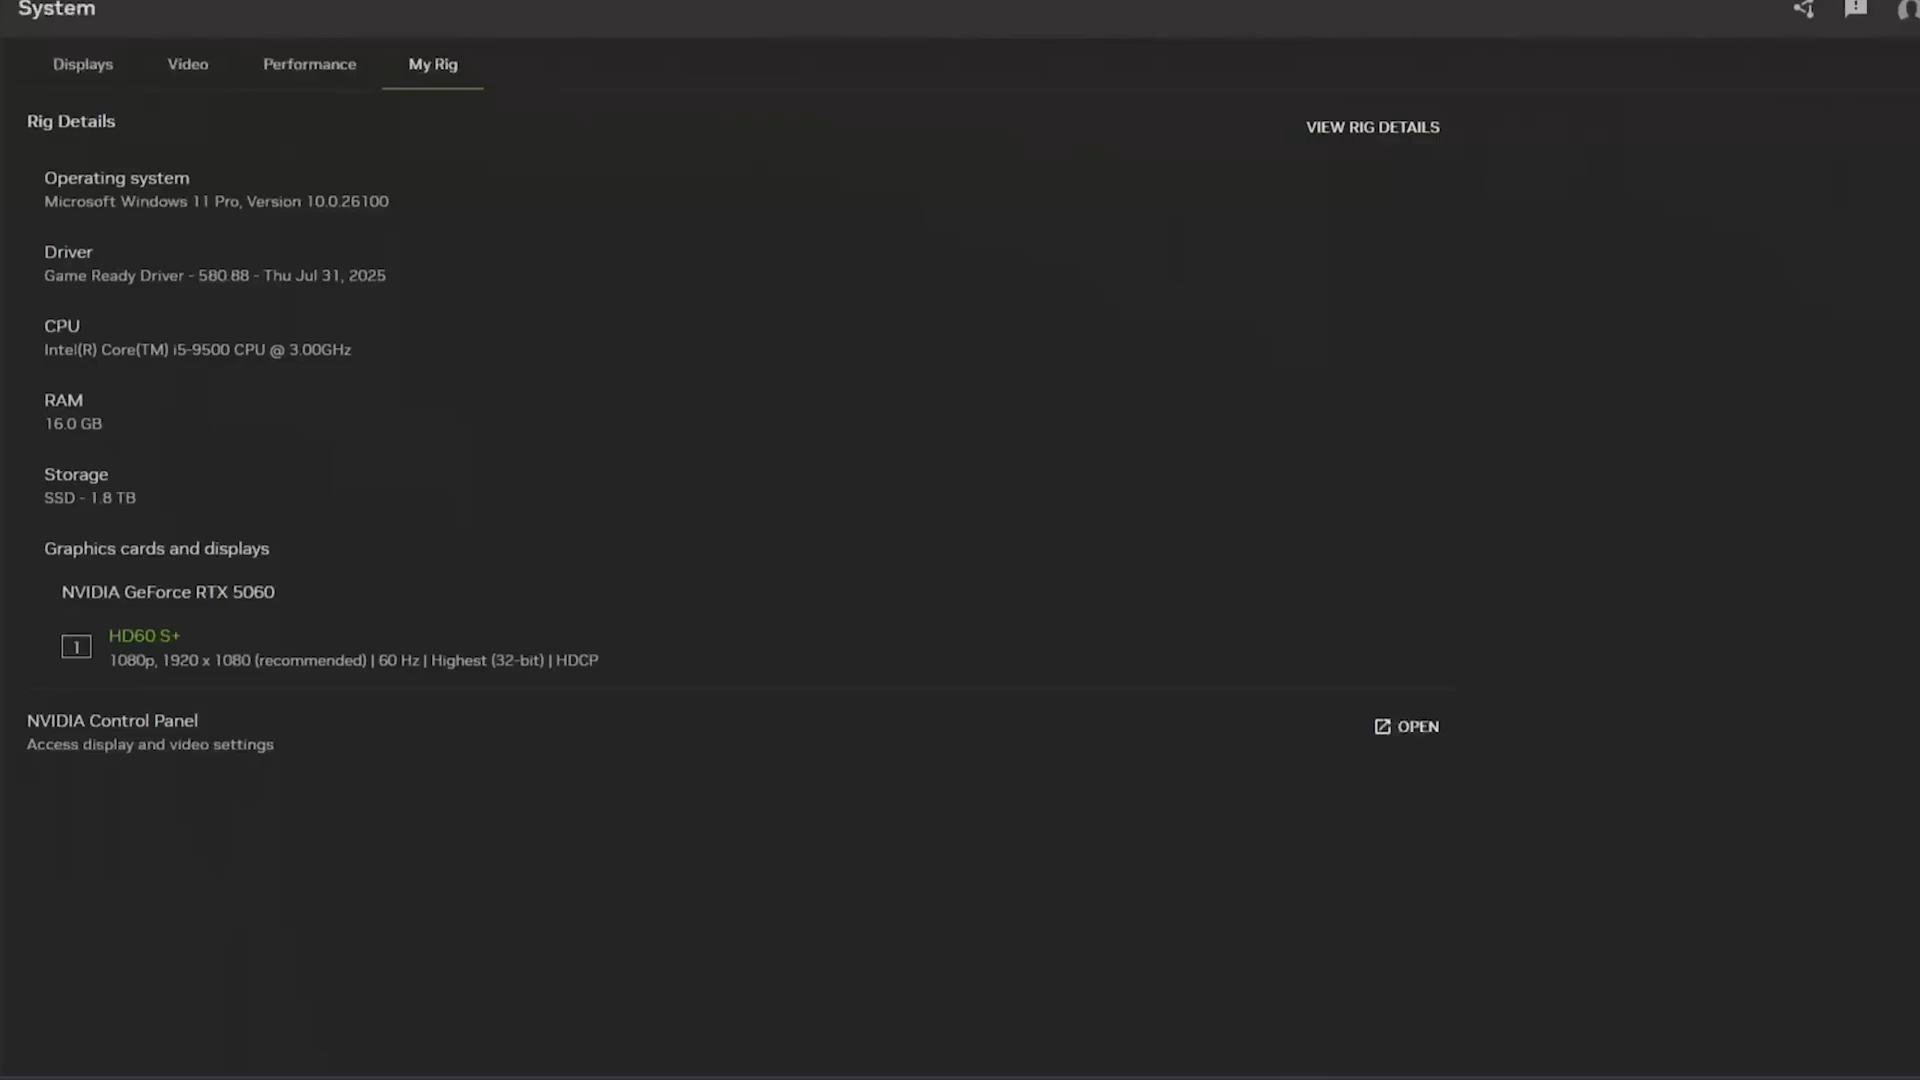 System
Displays
Video
Performance
My Rig
Rig Details
VIEW RIG DETAILS
Operating system
Microsoft Windows 11 Pro, Version 10.0.26100
Driver
Game Ready Driver - 580.88 - Thu Jul 31, 2025
CPU
Intel(R) Core(TM) i5-9500 CPU @ 3.00GHz
RAM
16.0 GB
Storage
SSD - 1.8 TB
Graphics cards and displays
NVIDIA GeForce RTX 5060
1
HD60 S+
1080p, 1920 x 1080 (recommended) | 60 Hz | Highest (32-bit) | HDCP
NVIDIA Control Panel
OPEN
Access display and video settings